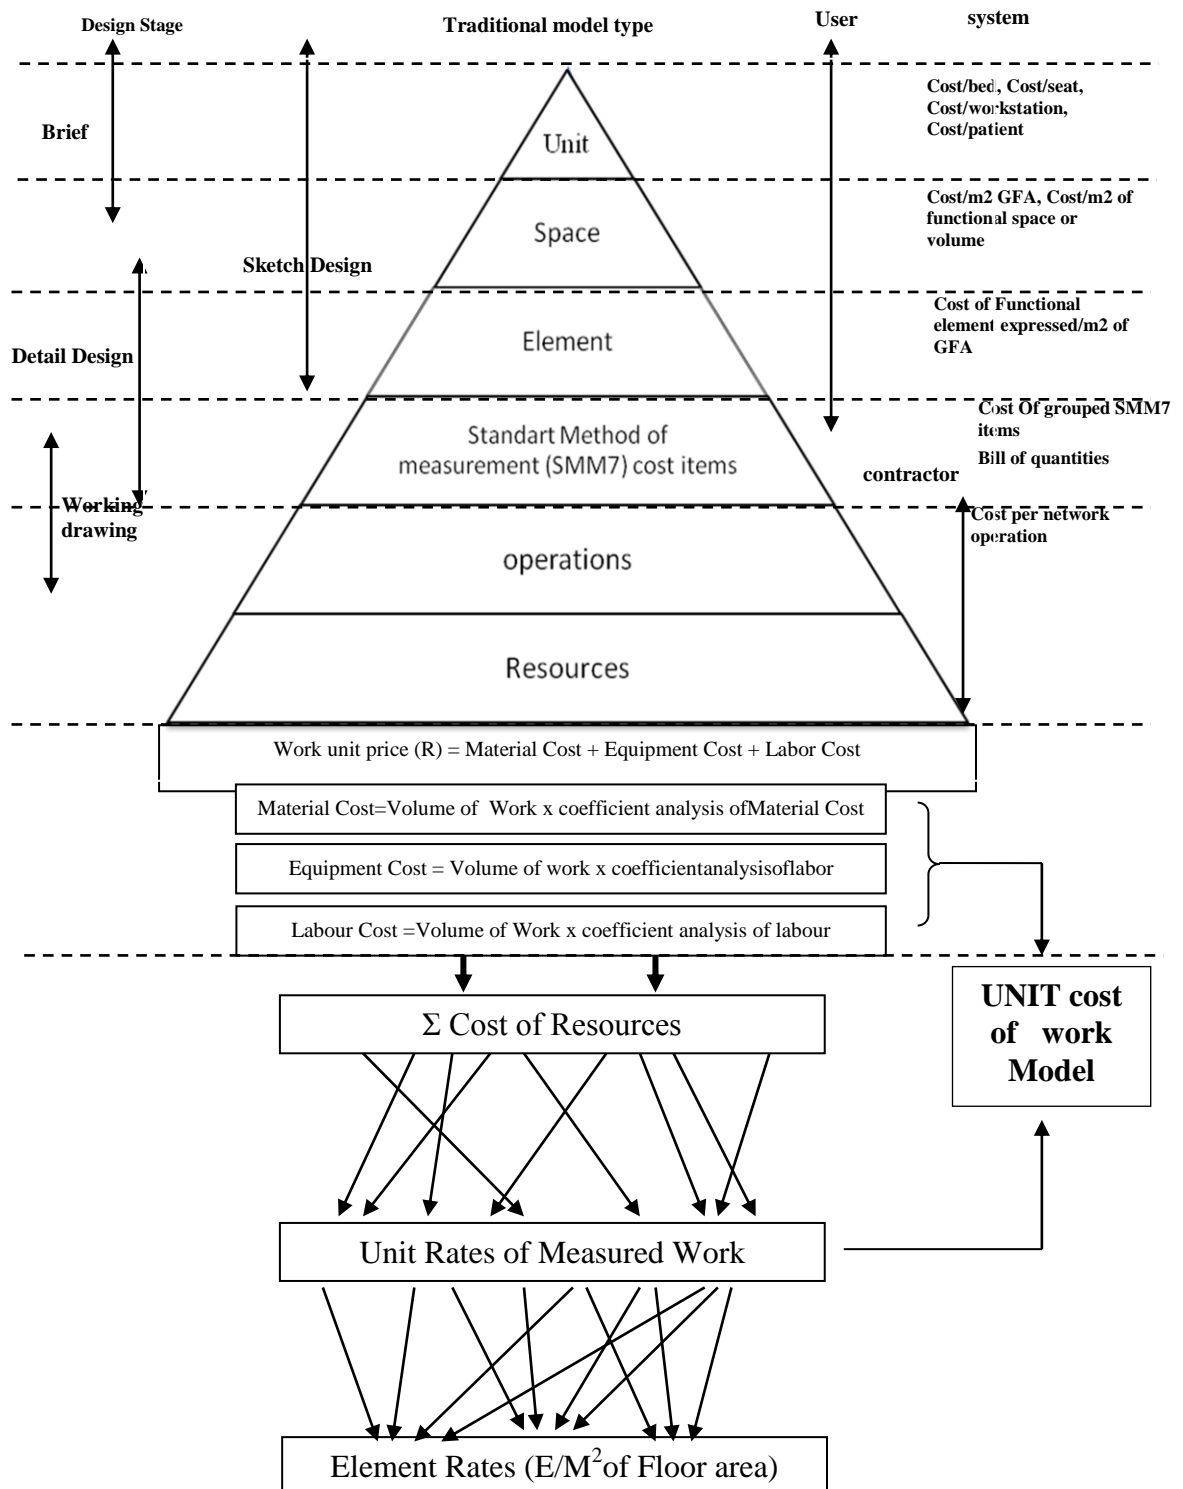 Design Stage
Traditional model type
User
system
Cost/bed, Cost/seat,
Cost/workstation,
Cost/patient
Brief
Unit
Cost/m2 GFA, Cost/m2 of
functional space or
volume
Space
Sketch Design
Cost of Functional
element expressed/m2 of
GFA
Element
Detail Design
Cost Of grouped SMM7
items
Bill of quantities
Standart Method of
measurement (SMM7) cost items
contractor
Working
drawing
Cost per network
operation
operations
Resources
Work unit price (R) = Material Cost + Equipment Cost + Labor Cost
Material Cost=Volume of Work x coefficient analysis ofMaterial Cost
Equipment Cost = Volume of work x coefficientanalysisoflabor
Labour Cost =Volume of Work x coefficient analysis of labour
UNIT cost
of work
Model
Σ Cost of Resources
Unit Rates of Measured Work
Element Rates (E/M²of Floor area)